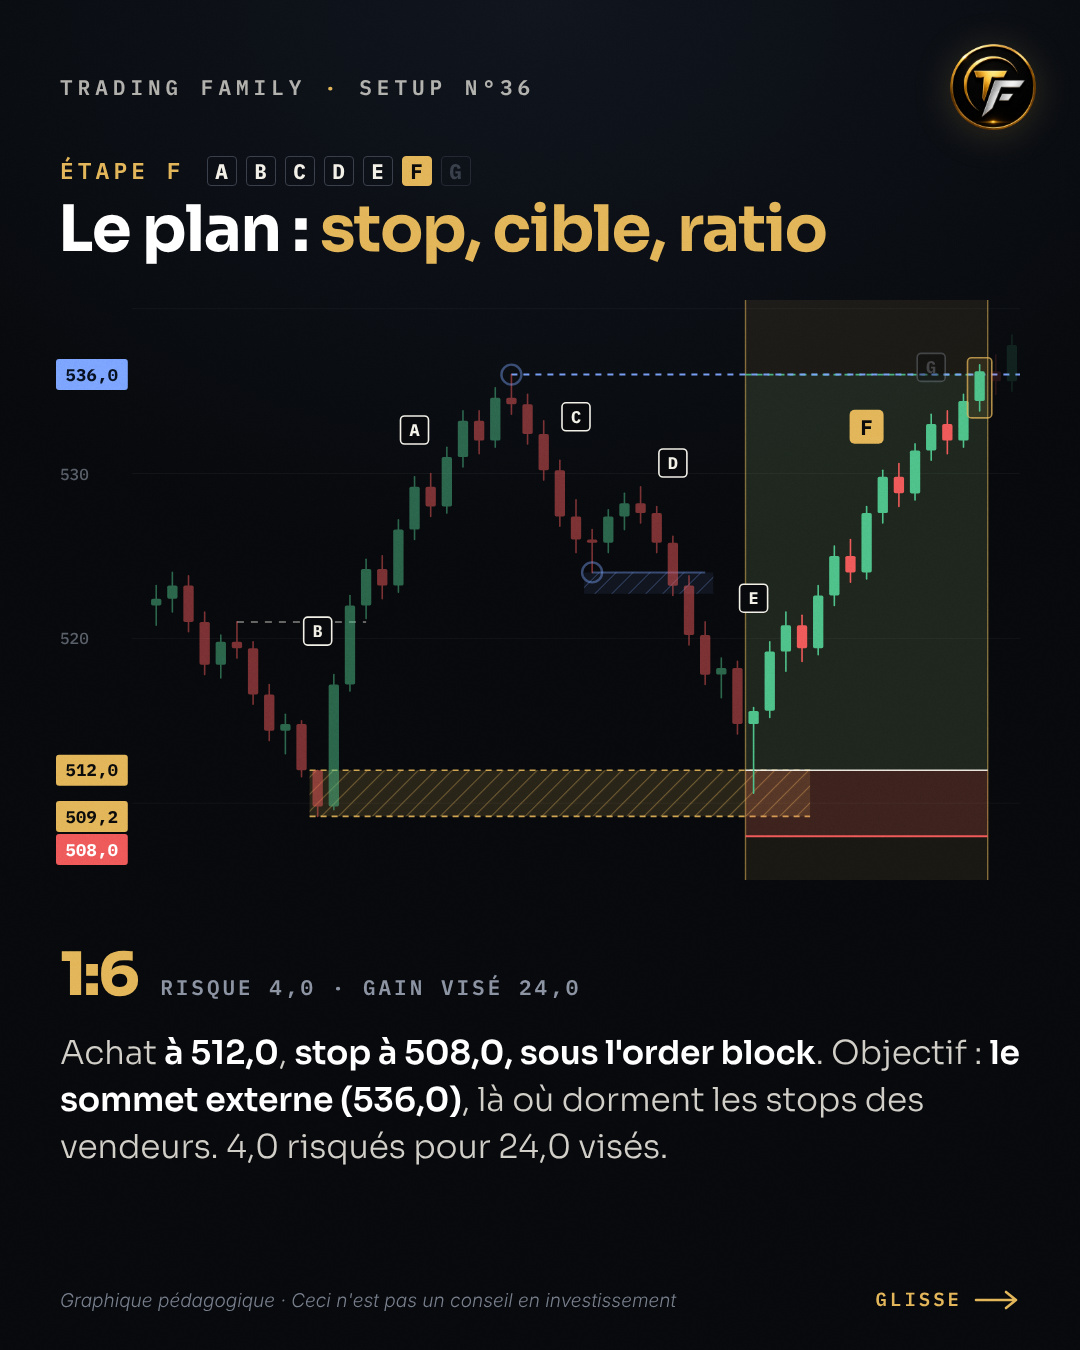 TRADING FAMILY · SETUP N°36
TF
ÉTAPE F A B C D E F G
Le plan : stop, cible, ratio
536,0
G
A
C
F
D
530
E
B
520
512,0
509,2
508,0
1:6 RISQUE 4,0 · GAIN VISÉ 24,0
Achat à 512,0, stop à 508,0, sous l'order block. Objectif : le
sommet externe (536,0), là où dorment les stops des
vendeurs. 4,0 risqués pour 24,0 visés.
Graphique pédagogique · Ceci n'est pas un conseil en investissement
GLISSE →